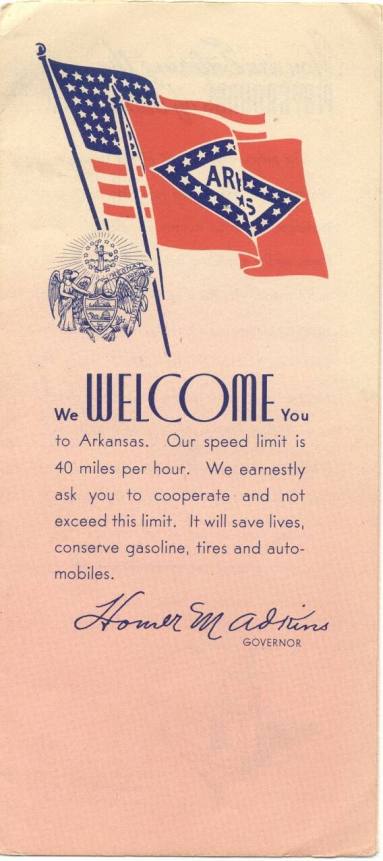 ARK
S
We WELCOME You
to Arkansas. Our speed limit is
40 miles per hour. We earnestly
ask you to cooperate and not
exceed this limit. It will save lives,
conserve gasoline, tires and auto-
mobiles.
Homer M Adkins
GOVERNOR